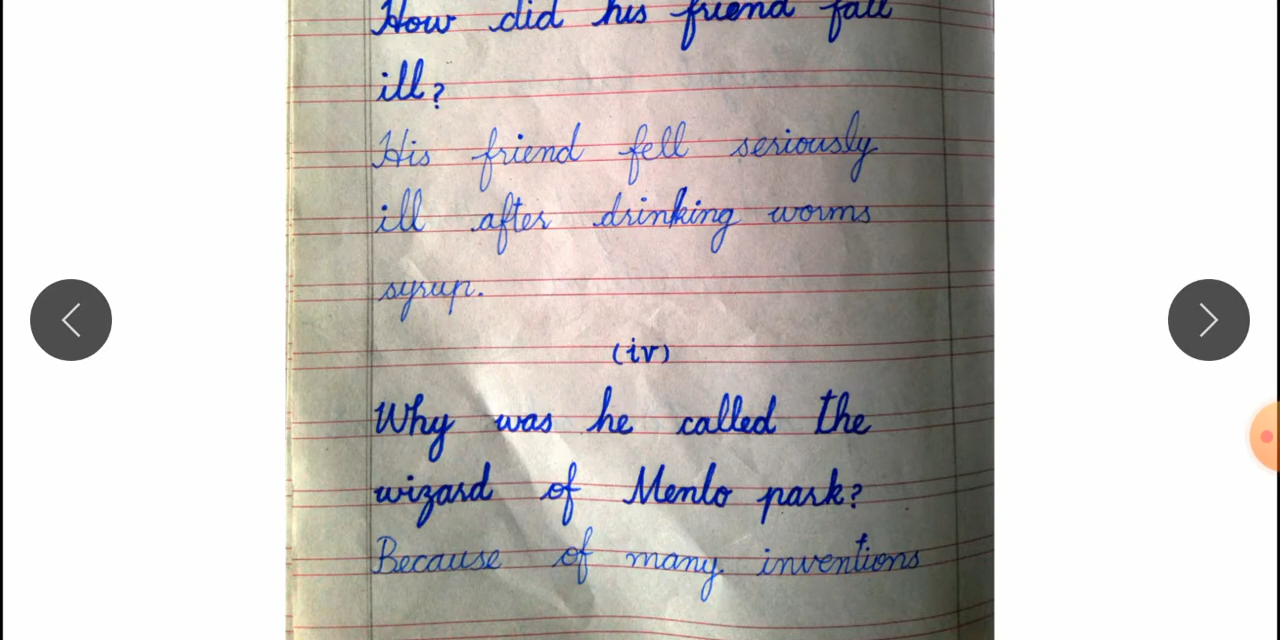 How did his friend fall
ill?
His friend fell seriously
ill after drinking worms
syrup.
(iv)
Why was he called the
wizard of Menlo park?
Because of many inventions